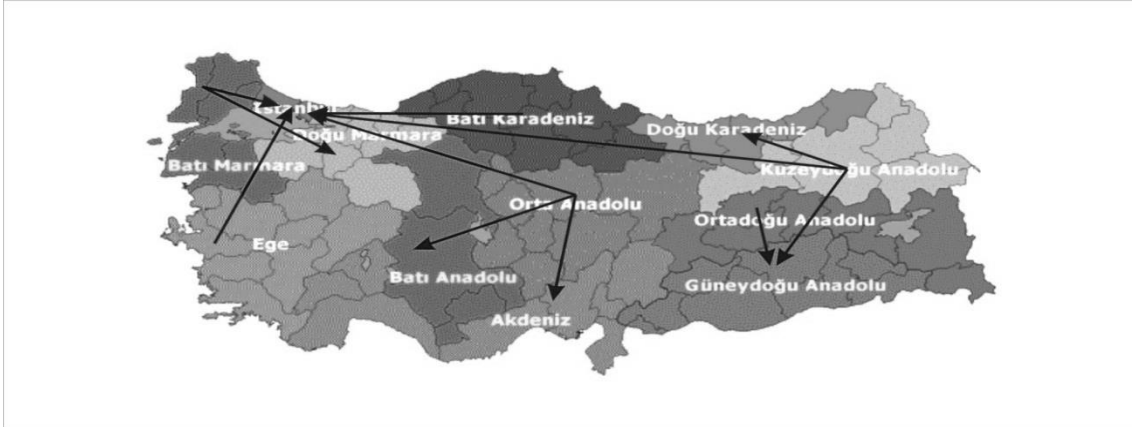 İstanbul
Batı Karadeniz
Doğu Karadeniz
Doğu Marmara
Batı Marmara
Kuzeydoğu Anadolu
Orta Anadolu
Ortadoğu Anadolu
Ege
Batı Anadolu
Güneydoğu Anadolu
Akdeniz